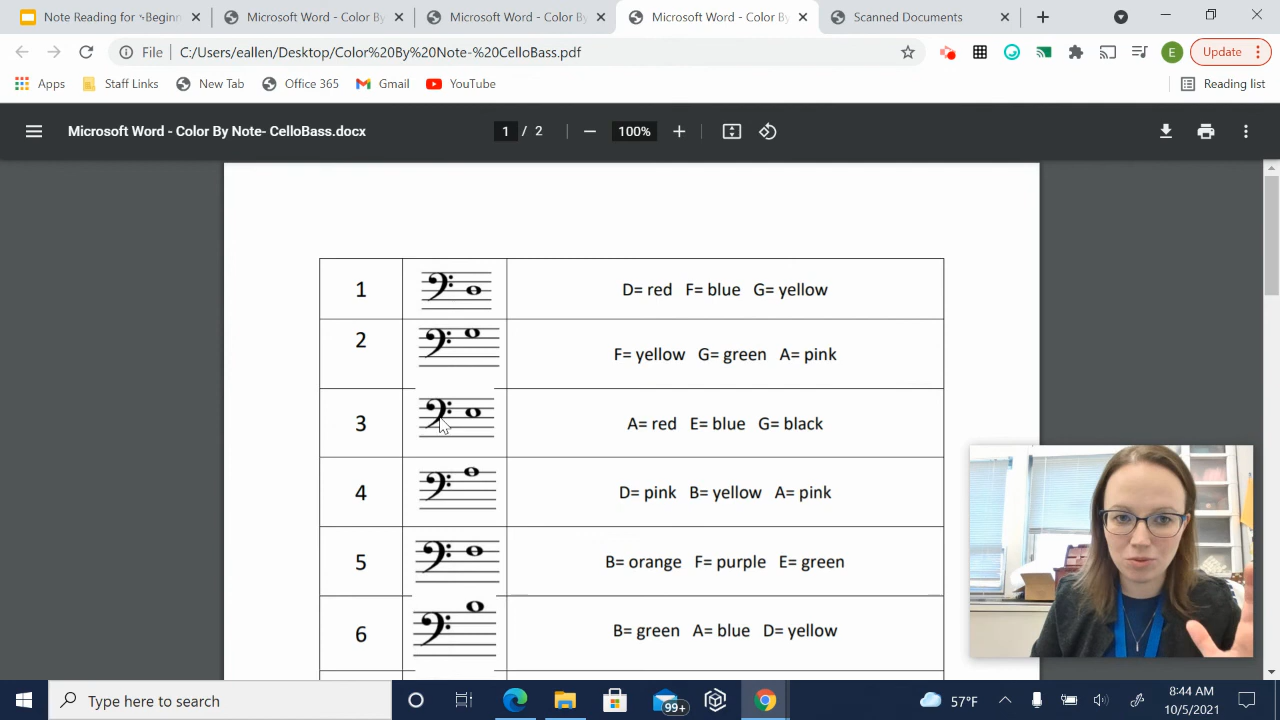 Note Reading for *Beginn
Microsoft Word - Color By
Microsoft Word - Color By
Microsoft Word - Color By
Scanned Documents
File
C:/Users/eallen/Desktop/Color%20By%20Note-%20CelloBass.pdf
E
Update
Apps
Staff Links
New Tab
Office 365
Gmail
YouTube
Reading list
Microsoft Word - Color By Note- CelloBass.docx
1 / 2
100%
1 D= red F= blue G= yellow
2 F= yellow G= green A= pink
3 A= red E= blue G= black
4 D= pink B= yellow A= pink
5 B= orange F= purple E= green
6 B= green A= blue D= yellow
Type here to search
99+
57°F
8:44 AM
10/5/2021